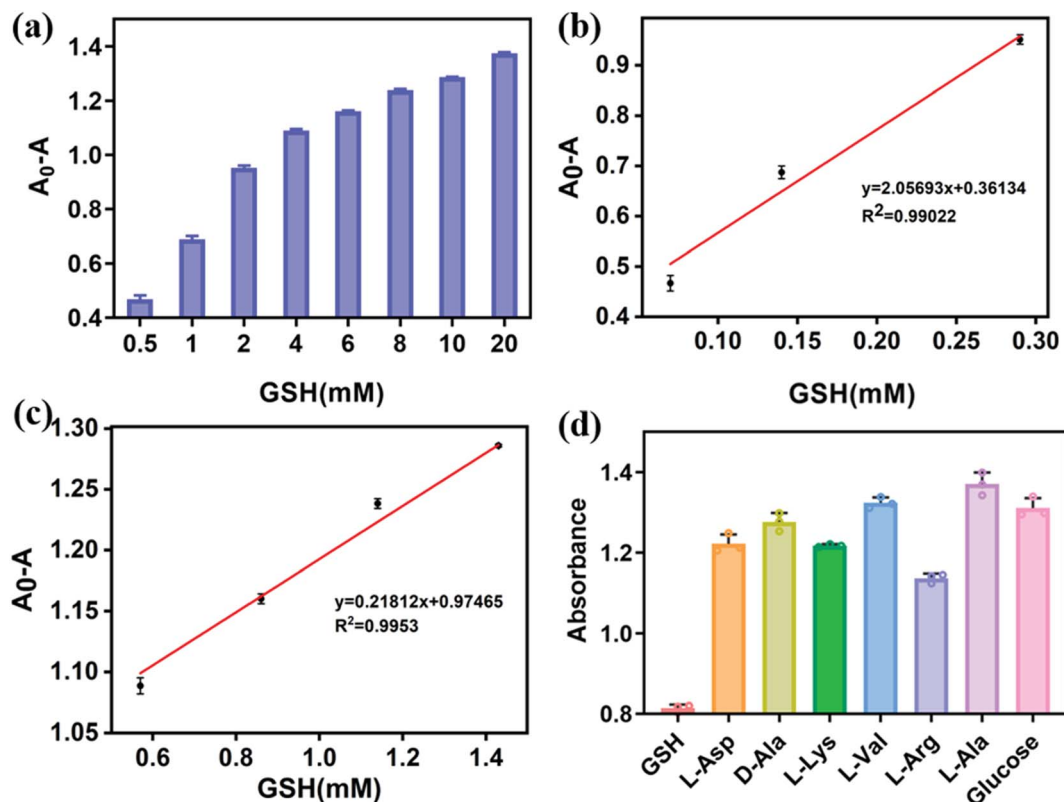 (a)
1.4
1.2
1.0
0.8
0.6
0.4
A0-A
0.5 1 2 4 6 8 10 20
GSH(mM)
(b)
0.9
0.8
0.7
0.6
0.5
0.4
A0-A
y=2.05693x+0.36134
R2=0.99022
0.10 0.15 0.20 0.25 0.30
GSH(mM)
(c)
1.30
1.25
1.20
1.15
1.10
1.05
A0-A
y=0.21812x+0.97465
R2=0.9953
0.6 0.8 1.0 1.2 1.4
GSH(mM)
(d)
1.4
1.2
1.0
0.8
Absorbance
GSH L-Asp D-Ala L-Lys L-Val L-Arg L-Ala Glucose